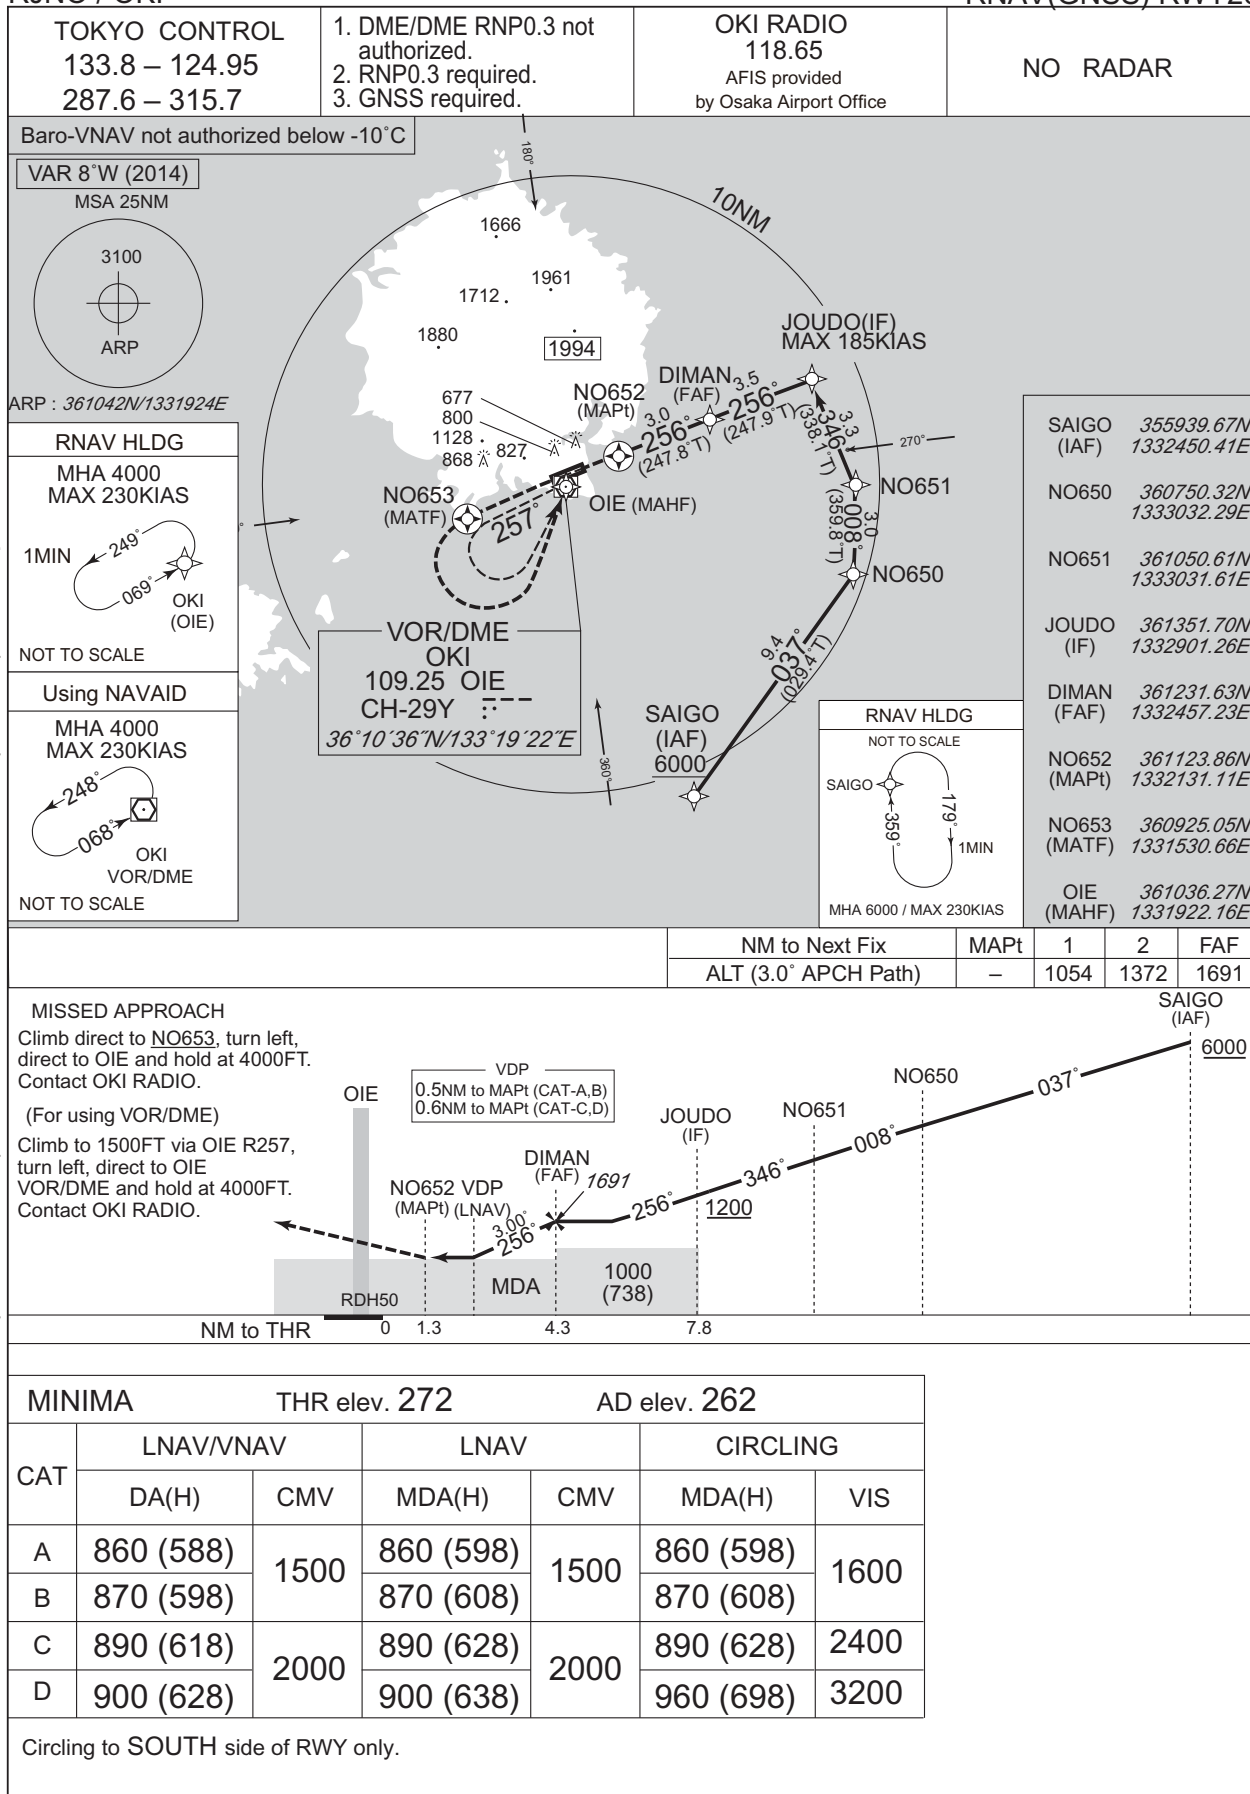 TOKYO CONTROL
133.8 – 124.95
287.6 – 315.7
1. DME/DME RNP0.3 not
authorized.
2. RNP0.3 required.
3. GNSS required.
OKI RADIO
118.65
AFIS provided
by Osaka Airport Office
NO RADAR
Baro-VNAV not authorized below -10˚C
VAR 8˚W (2014)
MSA 25NM
3100
ARP
ARP : 361042N/1331924E
180˚
10NM
1666
1961
1712
1880
1994
677
800
1128
868
827
JOUDO(IF)
MAX 185KIAS
DIMAN
(FAF)
3.5
256˚
(247.9˚T)
NO652
(MAPt)
3.0
256˚
(247.8˚T)
3.3
346˚
(338.1˚T)
270˚
NO651
3.0
008˚
(359.8˚T)
NO650
9.4
037˚
(029.4˚T)
NO653
(MATF)
257˚
OIE (MAHF)
VOR/DME
OKI
109.25 OIE
CH-29Y
36˚10´36˝N/133˚19´22˝E
360˚
SAIGO
(IAF)
6000
RNAV HLDG
MHA 4000
MAX 230KIAS
1MIN
249˚
069˚
OKI
(OIE)
NOT TO SCALE
Using NAVAID
MHA 4000
MAX 230KIAS
248˚
068˚
OKI
VOR/DME
NOT TO SCALE
RNAV HLDG
NOT TO SCALE
SAIGO
359˚
179˚
1MIN
MHA 6000 / MAX 230KIAS
SAIGO 355939.67N
(IAF) 1332450.41E
NO650 360750.32N
1333032.29E
NO651 361050.61N
1333031.61E
JOUDO 361351.70N
(IF) 1332901.26E
DIMAN 361231.63N
(FAF) 1332457.23E
NO652 361123.86N
(MAPt) 1332131.11E
NO653 360925.05N
(MATF) 1331530.66E
OIE 361036.27N
(MAHF) 1331922.16E
NM to Next Fix MAPt 1 2 FAF
ALT (3.0˚ APCH Path) – 1054 1372 1691
MISSED APPROACH
Climb direct to NO653, turn left,
direct to OIE and hold at 4000FT.
Contact OKI RADIO.
(For using VOR/DME)
Climb to 1500FT via OIE R257,
turn left, direct to OIE
VOR/DME and hold at 4000FT.
Contact OKI RADIO.
OIE
VDP
0.5NM to MAPt (CAT-A,B)
0.6NM to MAPt (CAT-C,D)
NO652
(MAPt)
VDP
(LNAV)
DIMAN
(FAF)
1691
3.00˚
256˚
JOUDO
(IF)
256˚
1200
346˚
NO651
008˚
NO650
037˚
SAIGO
(IAF)
6000
MDA
1000
(738)
RDH50
NM to THR 0 1.3 4.3 7.8
MINIMA THR elev. 272 AD elev. 262
CAT LNAV/VNAV LNAV CIRCLING
DA(H) CMV MDA(H) CMV MDA(H) VIS
A 860 (588) 1500 860 (598) 1500 860 (598) 1600
B 870 (598) 870 (608) 870 (608)
C 890 (618) 2000 890 (628) 2000 890 (628) 2400
D 900 (628) 900 (638) 960 (698) 3200
Circling to SOUTH side of RWY only.